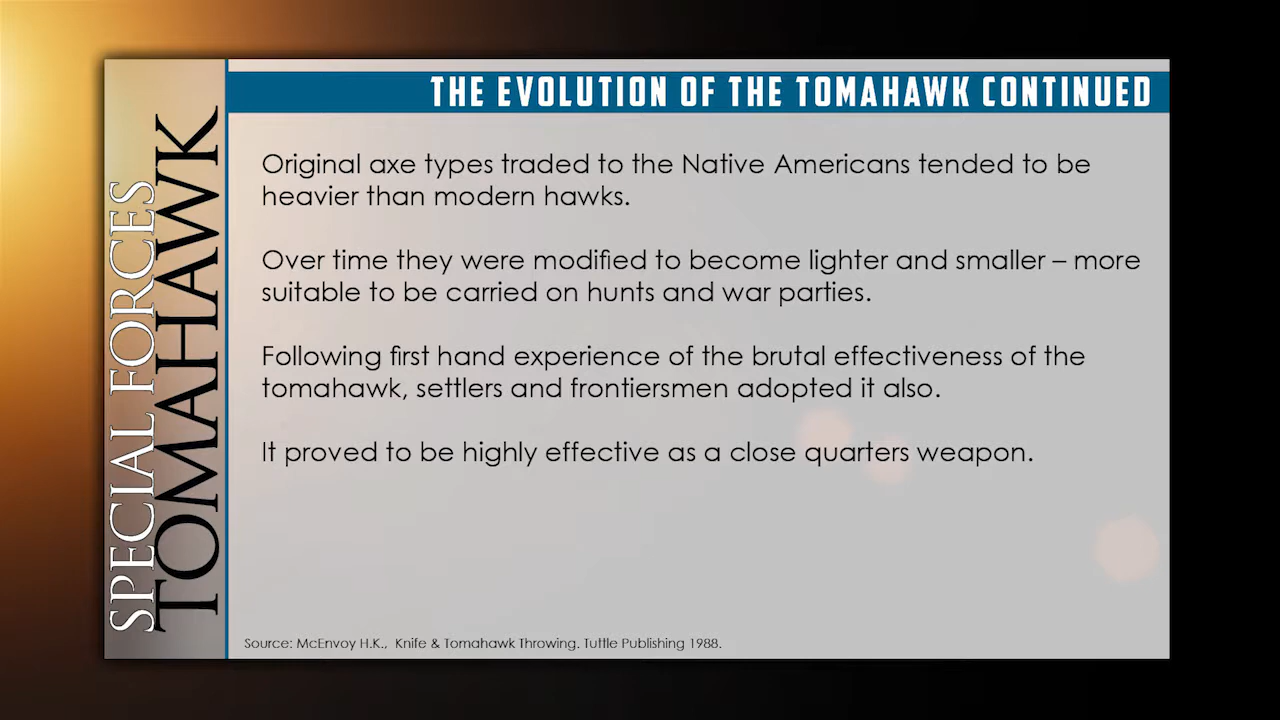 SPECIAL FORCES
TOMAHAWK
THE EVOLUTION OF THE TOMAHAWK CONTINUED
Original axe types traded to the Native Americans tended to be
heavier than modern hawks.
Over time they were modified to become lighter and smaller – more
suitable to be carried on hunts and war parties.
Following first hand experience of the brutal effectiveness of the
tomahawk, settlers and frontiersmen adopted it also.
It proved to be highly effective as a close quarters weapon.
Source: McEnvoy H.K., Knife & Tomahawk Throwing. Tuttle Publishing 1988.